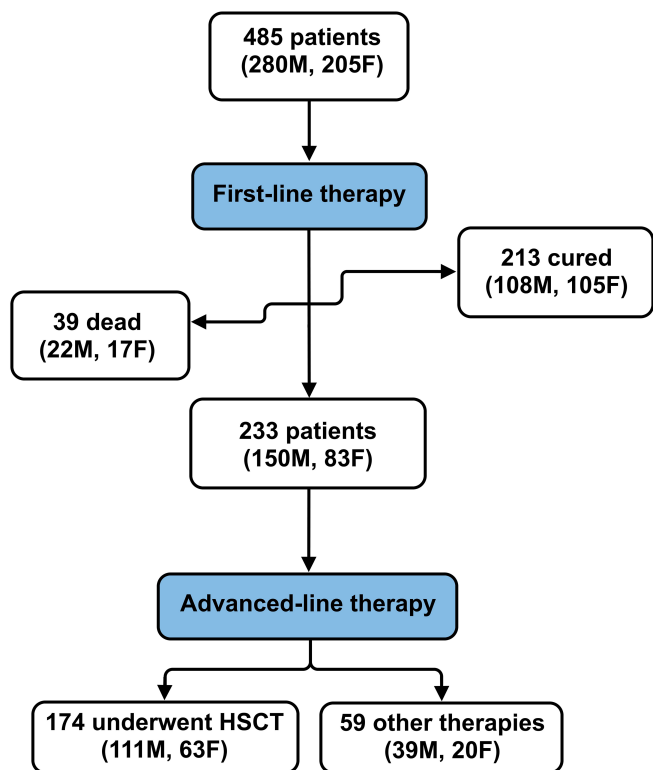 485 patients
(280M, 205F)
First-line therapy
213 cured
(108M, 105F)
39 dead
(22M, 17F)
233 patients
(150M, 83F)
Advanced-line therapy
174 underwent HSCT
(111M, 63F)
59 other therapies
(39M, 20F)